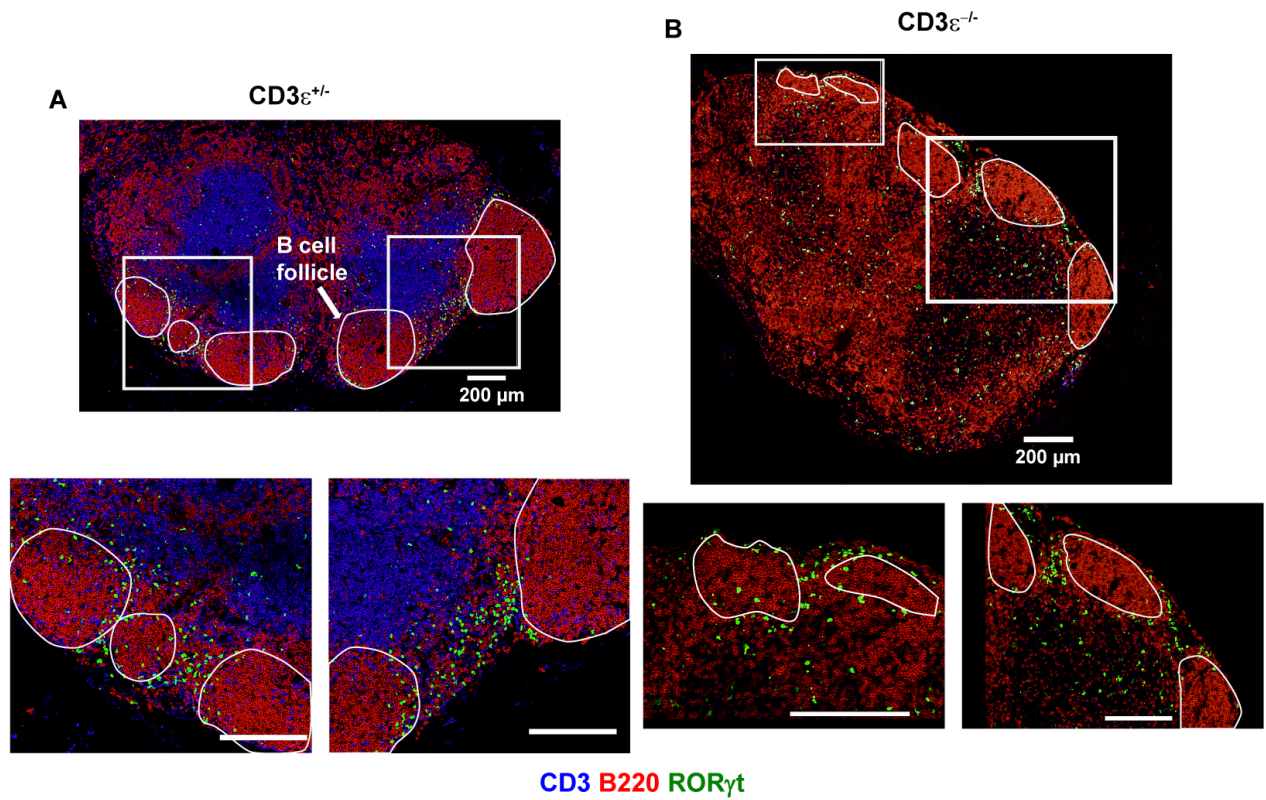 A
CD3ε+/-
B cell
follicle
200 µm
B
CD3ε–/-
200 µm
CD3 B220 RORγt